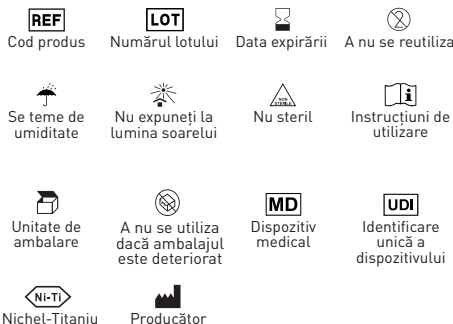 REF
LOT
2
Cod produs
Numărul lotului
Data expirării
A nu se reutiliza
NON
STERILE
i
Se teme de
umiditate
Nu expuneți la
lumina soarelui
Nu steril
Instrucțiuni de
utilizare
MD
UDI
Unitate de
ambalare
A nu se utiliza
dacă ambalajul
este deteriorat
Dispozitiv
medical
Identificare
unică a
dispozitivului
Ni-Ti
Nichel-Titaniu
Producător